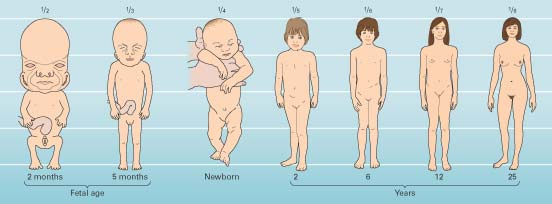 1/2 1/3 1/4 1/5 1/6 1/7 1/8
2 months 5 months Newborn 2 6 12 25
Fetal age Years